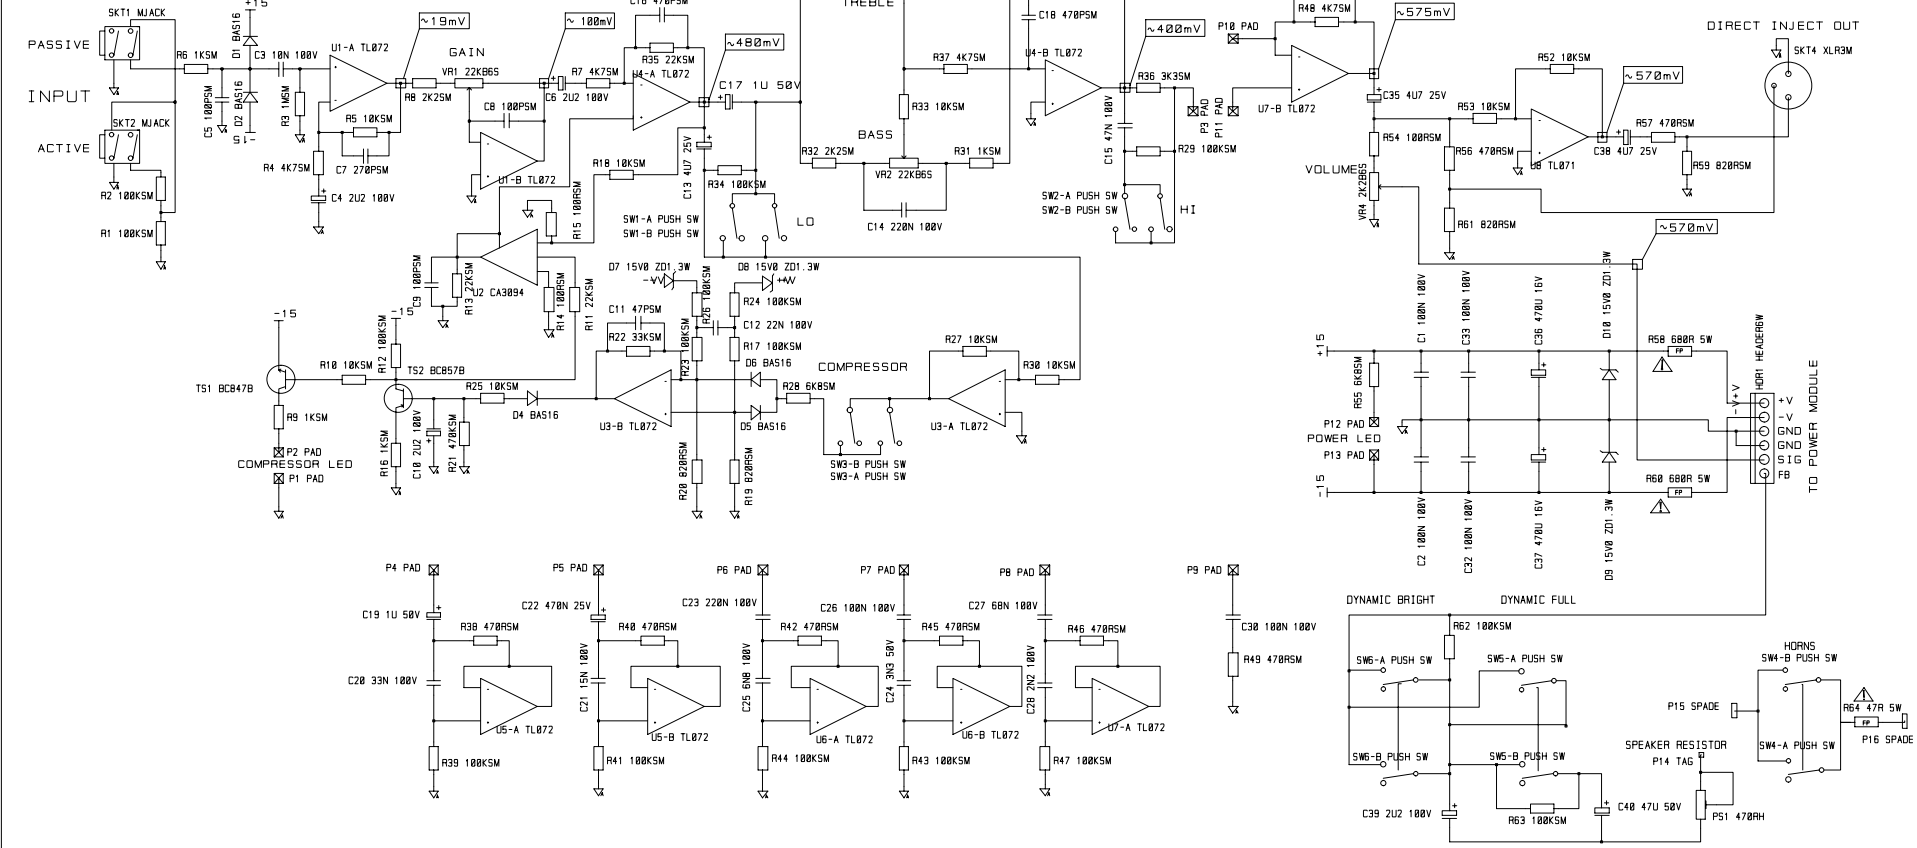 SKT1 MJACK
PASSIVE
INPUT
SKT2 MJACK
ACTIVE
R2 100KSM
R1 100KSM
R6 1KSM
+15
D1 BAS16
D2 BAS16
-15
C5 100PSM
C3 10N 100V
R3 1MSM
U1-A TL072
R5 10KSM
C7 270PSM
R4 4K7SM
C4 2U2 100V
~19mV
GAIN
R8 2K2SM
VR1 22KB6S
C8 100PSM
U1-B TL072
~ 100mV
C6 2U2 100V
R7 4K7SM
C16 470PSM
R35 22KSM
U4-A TL072
~480mV
C17 1U 50V
R18 10KSM
C13 4U7 25V
R34 100KSM
SW1-A PUSH SW
SW1-B PUSH SW
LO
R15 100RSM
U2 CA3094
C9 100PSM
R13 22KSM
R14 100RSM
R11 22KSM
TREBLE
R37 4K7SM
R33 10KSM
BASS
R32 2K2SM
VR2 22KB6S
R31 1KSM
C14 220N 100V
C18 470PSM
U4-B TL072
~400mV
R36 3K3SM
C15 47N 100V
R29 100KSM
SW2-A PUSH SW
SW2-B PUSH SW
HI
P3 PAD
P11 PAD
P10 PAD
R48 4K7SM
U7-B TL072
~575mV
C35 4U7 25V
R54 100RSM
VOLUME
VR4 2K2B6S
R56 470RSM
R61 820RSM
R53 10KSM
R52 10KSM
U8 TL071
~570mV
C38 4U7 25V
R57 470RSM
R59 820RSM
DIRECT INJECT OUT
SKT4 XLR3M
~570mV
-15
TS1 BC847B
R10 10KSM
R9 1KSM
P2 PAD
COMPRESSOR LED
P1 PAD
-15
R12 100KSM
TS2 BC857B
R16 1KSM
C10 2U2 100V
R21 470KSM
R25 10KSM
D4 BAS16
C11 47PSM
R22 33KSM
U3-B TL072
D7 15V0 ZD1.3W
-VV
D8 15V0 ZD1.3W
++VV
R26 100KSM
R24 100KSM
C12 22N 100V
R23 100KSM
R17 100KSM
D6 BAS16
D5 BAS16
R28 6K8SM
R20 820RSM
R19 820RSM
COMPRESSOR
SW3-B PUSH SW
SW3-A PUSH SW
R27 10KSM
R30 10KSM
U3-A TL072
+15
-15
R55 6K8SM
P12 PAD
POWER LED
P13 PAD
C1 100N 100V
C33 100N 100V
C36 470U 16V
D10 15V0 ZD1.3W
C2 100N 100V
C32 100N 100V
C37 470U 16V
D9 15V0 ZD1.3W
R58 680R 5W
FP
R60 680R 5W
FP
HDR1 HEADER6W
+V
-V
GND
GND
SIG
FB
TO POWER MODULE
P4 PAD
C19 1U 50V
R38 470RSM
C20 33N 100V
U5-A TL072
R39 100KSM
P5 PAD
C22 470N 25V
R40 470RSM
C21 15N 100V
U5-B TL072
R41 100KSM
P6 PAD
C23 220N 100V
R42 470RSM
C25 6N8 100V
U6-A TL072
R44 100KSM
P7 PAD
C26 100N 100V
R45 470RSM
C24 3N3 50V
U6-B TL072
R43 100KSM
P8 PAD
C27 68N 100V
R46 470RSM
C28 2N2 100V
U7-A TL072
R47 100KSM
P9 PAD
C30 100N 100V
R49 470RSM
DYNAMIC BRIGHT
DYNAMIC FULL
R62 100KSM
SW6-A PUSH SW
SW5-A PUSH SW
SW6-B PUSH SW
SW5-B PUSH SW
C39 2U2 100V
R63 100KSM
C40 47U 50V
SPEAKER RESISTOR
P14 TAG
PS1 470RH
HORNS
SW4-B PUSH SW
P15 SPADE
SW4-A PUSH SW
R64 47R 5W
FP
P16 SPADE